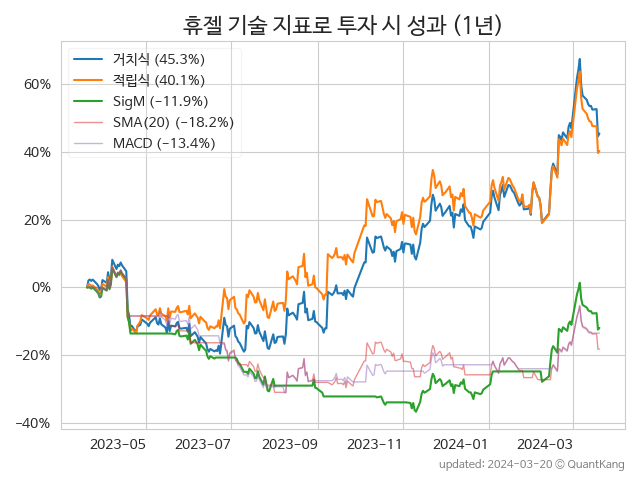 휴젤 기술 지표로 투자 시 성과 (1년)
거치식 (45.3%)
적립식 (40.1%)
SigM (−11.9%)
SMA(20) (−18.2%)
MACD (−13.4%)
60%
40%
20%
0%
−20%
−40%
2023−05 2023−07 2023−09 2023−11 2024−01 2024−03
updated: 2024−03−20 © QuantKang